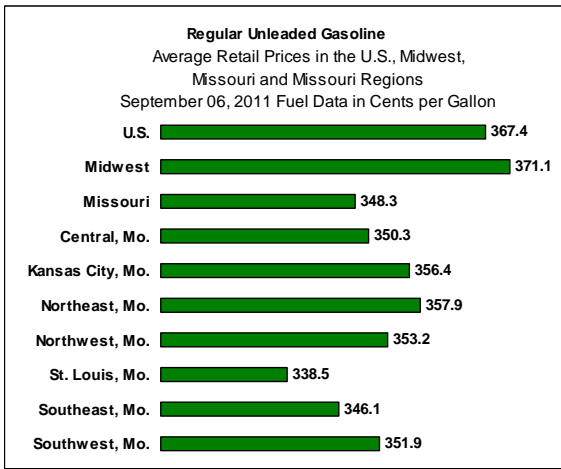 Regular Unleaded Gasoline
Average Retail Prices in the U.S., Midwest,
Missouri and Missouri Regions
September 06, 2011 Fuel Data in Cents per Gallon
U.S. 367.4
Midwest 371.1
Missouri 348.3
Central, Mo. 350.3
Kansas City, Mo. 356.4
Northeast, Mo. 357.9
Northwest, Mo. 353.2
St. Louis, Mo. 338.5
Southeast, Mo. 346.1
Southwest, Mo. 351.9